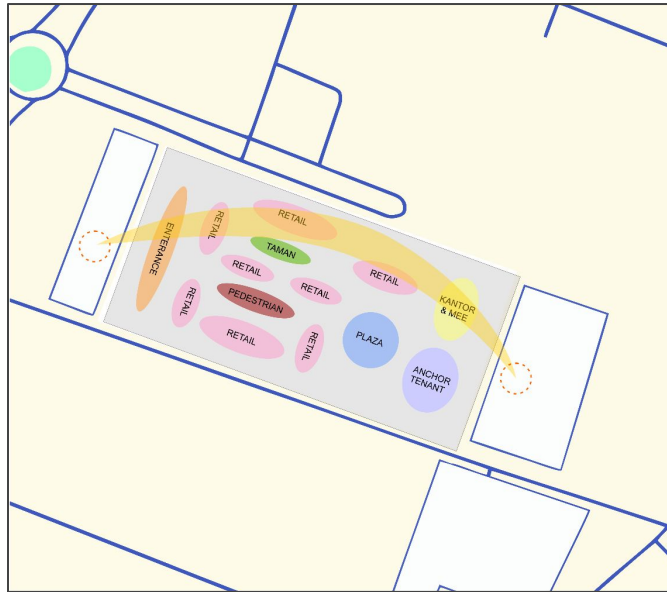 RETAIL
RETAIL
ENTERANCE
TAMAN
RETAIL
RETAIL
RETAIL
RETAIL
PEDESTRIAN
KANTOR
& MEE
RETAIL
RETAIL
PLAZA
ANCHOR
TENANT